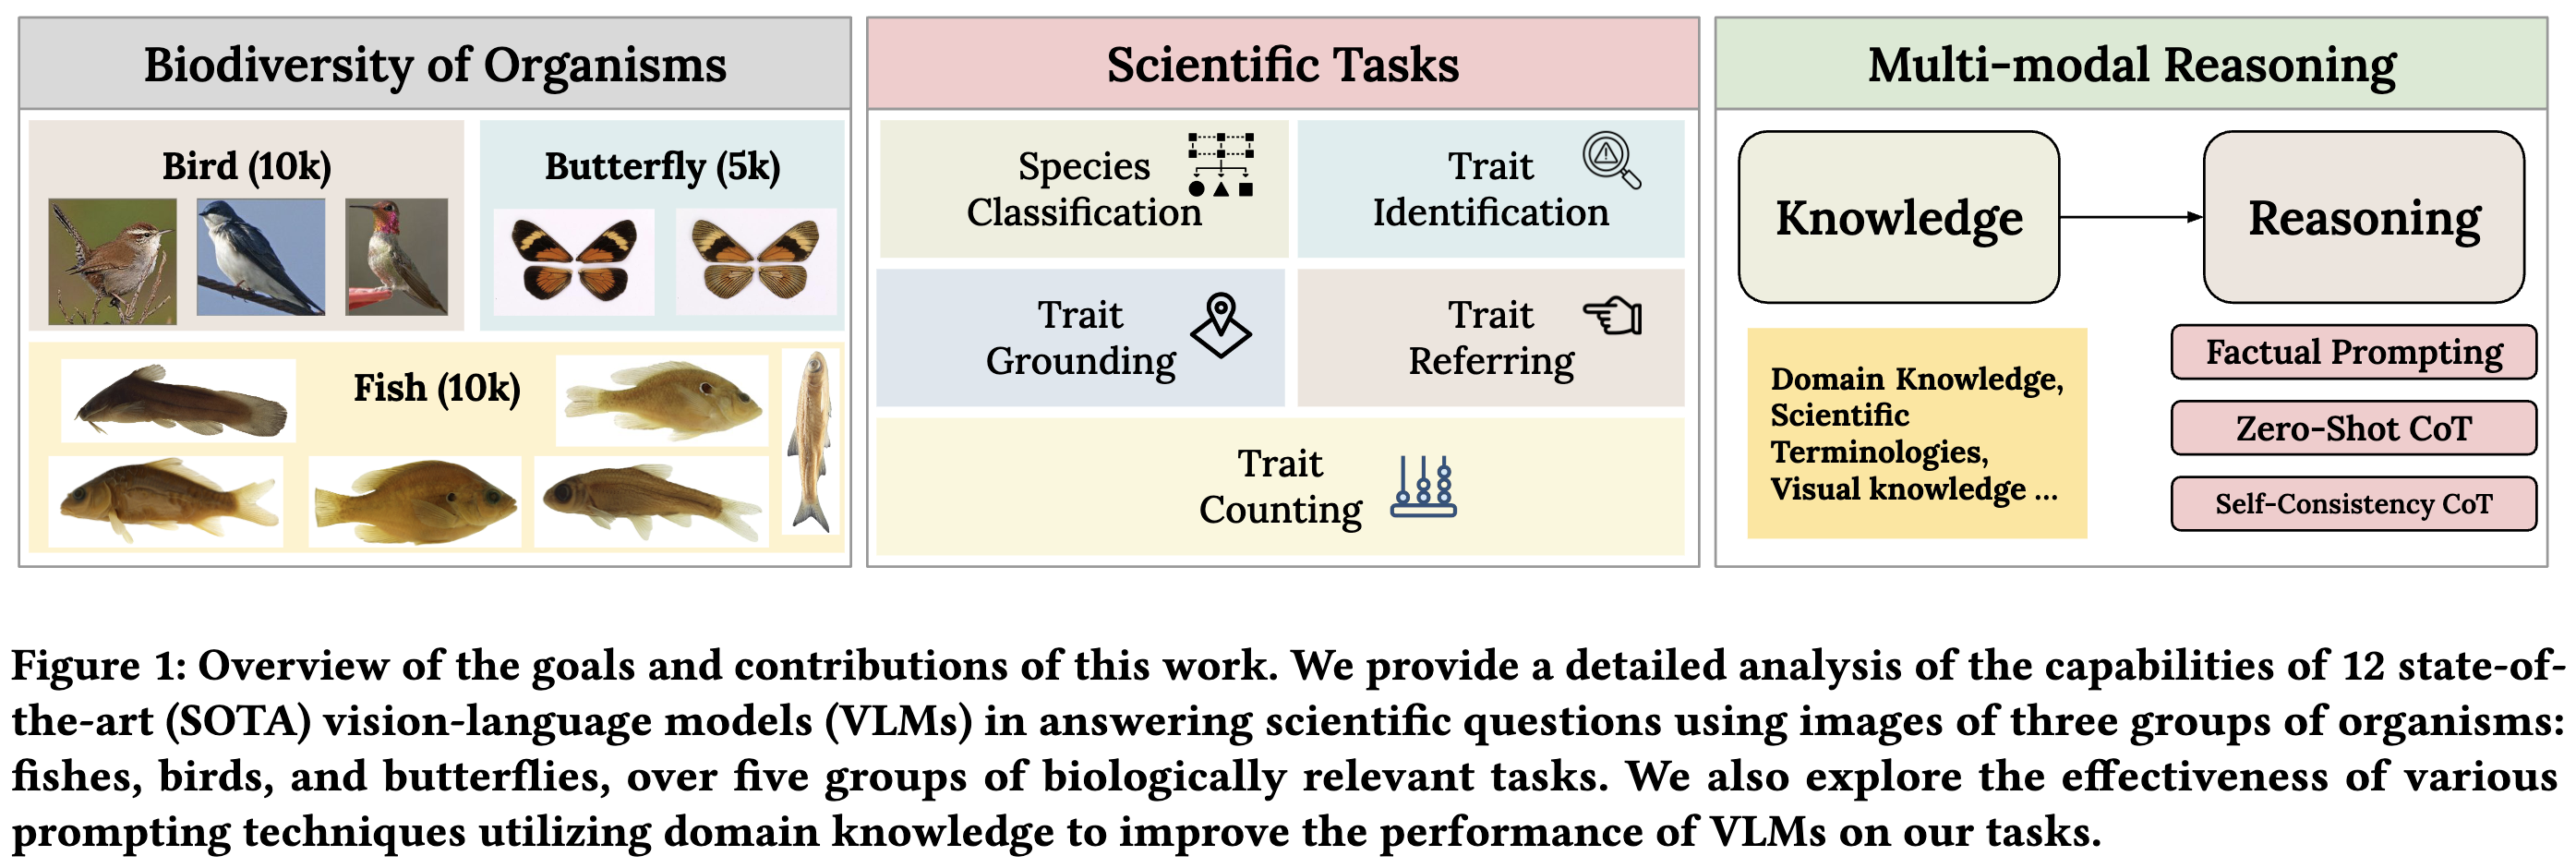 Biodiversity of Organisms
Bird (10k)
Butterfly (5k)
Fish (10k)
Scientific Tasks
Species
Classification
Trait
Identification
Trait
Grounding
Trait
Referring
Trait
Counting
Multi-modal Reasoning
Knowledge
Reasoning
Domain Knowledge,
Scientific
Terminologies,
Visual knowledge ...
Factual Prompting
Zero-Shot CoT
Self-Consistency CoT
Figure 1: Overview of the goals and contributions of this work. We provide a detailed analysis of the capabilities of 12 state-of-
the-art (SOTA) vision-language models (VLMs) in answering scientific questions using images of three groups of organisms:
fishes, birds, and butterflies, over five groups of biologically relevant tasks. We also explore the effectiveness of various
prompting techniques utilizing domain knowledge to improve the performance of VLMs on our tasks.